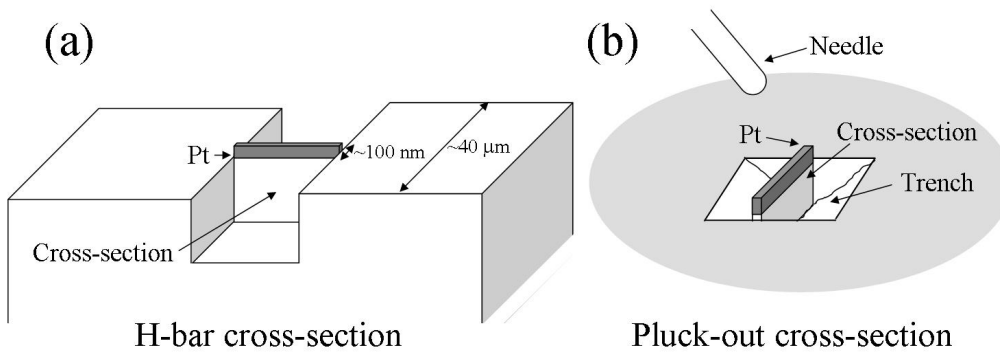 (a)
Pt
~100 nm
~40 μm
Cross-section
H-bar cross-section
(b)
Needle
Pt
Cross-section
Trench
Pluck-out cross-section